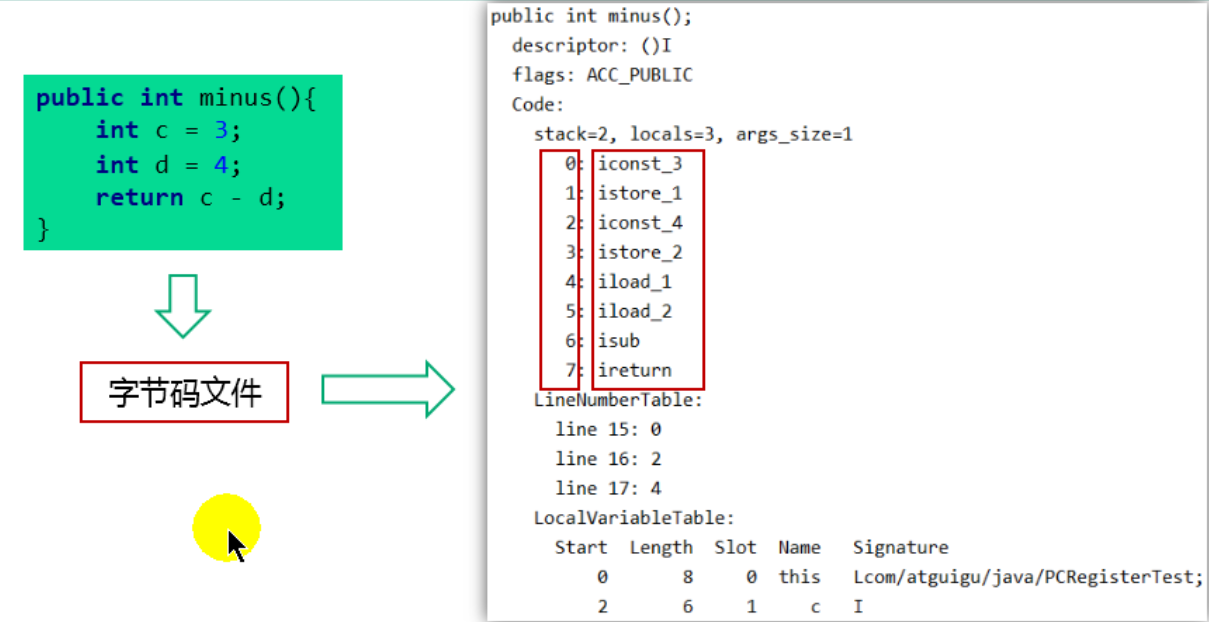 public int minus(){
int c = 3;
int d = 4;
return c - d;
}
字节码文件
public int minus();
descriptor: ()I
flags: ACC_PUBLIC
Code:
stack=2, locals=3, args_size=1
0: iconst_3
1: istore_1
2: iconst_4
3: istore_2
4: iload_1
5: iload_2
6: isub
7: ireturn
LineNumberTable:
line 15: 0
line 16: 2
line 17: 4
LocalVariableTable:
Start Length Slot Name Signature
0 8 0 this Lcom/atguigu/java/PCRegisterTest;
2 6 1 c I